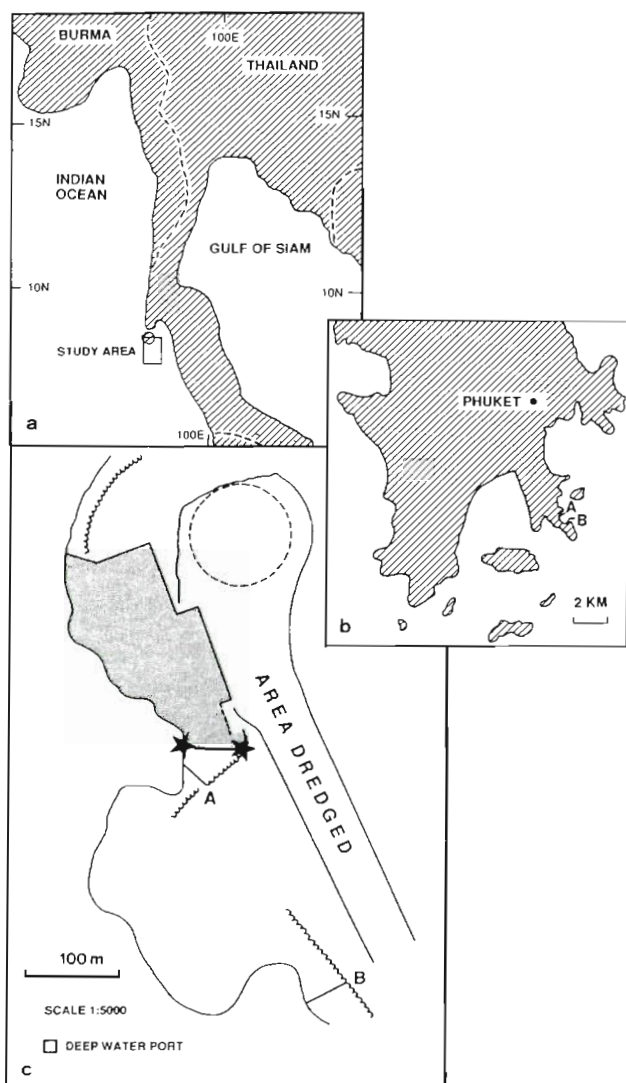 BURMA
100E
THAILAND
15N
15N
INDIAN
OCEAN
GULF OF SIAM
10N
10N
STUDY AREA
100E
a
PHUKET
A
B
2 KM
b
AREA DREDGED
A
B
100 m
SCALE 1:5000
DEEP WATER PORT
c